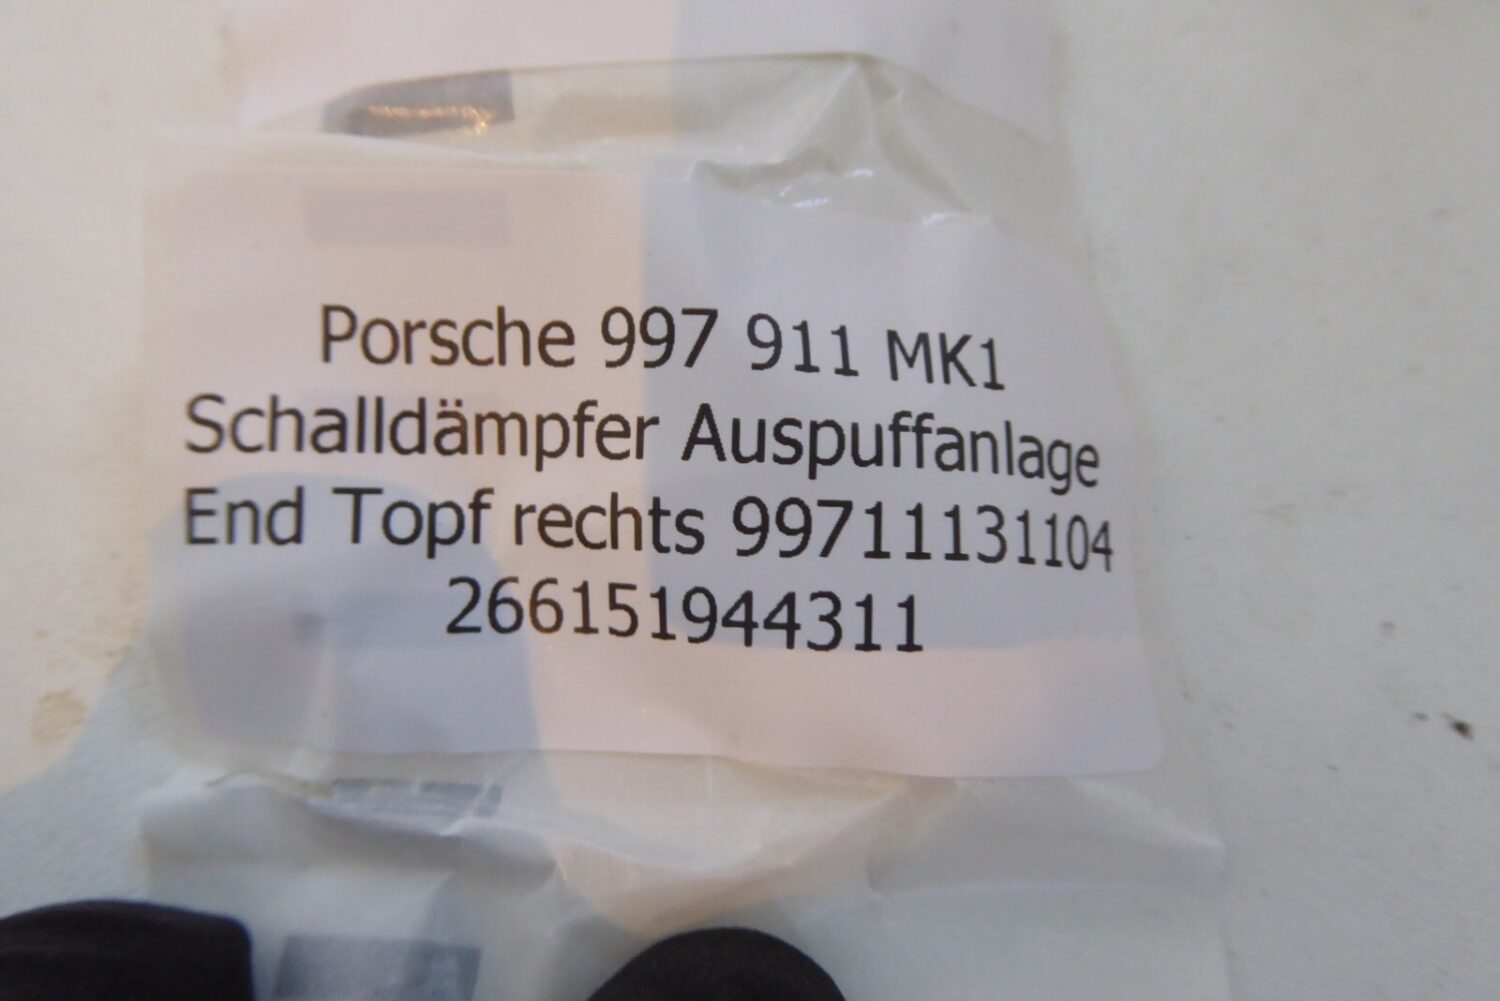 Porsche 997 911 MK1
Schalldämpfer Auspuffanlage
End Topf rechts 99711131104
266151944311